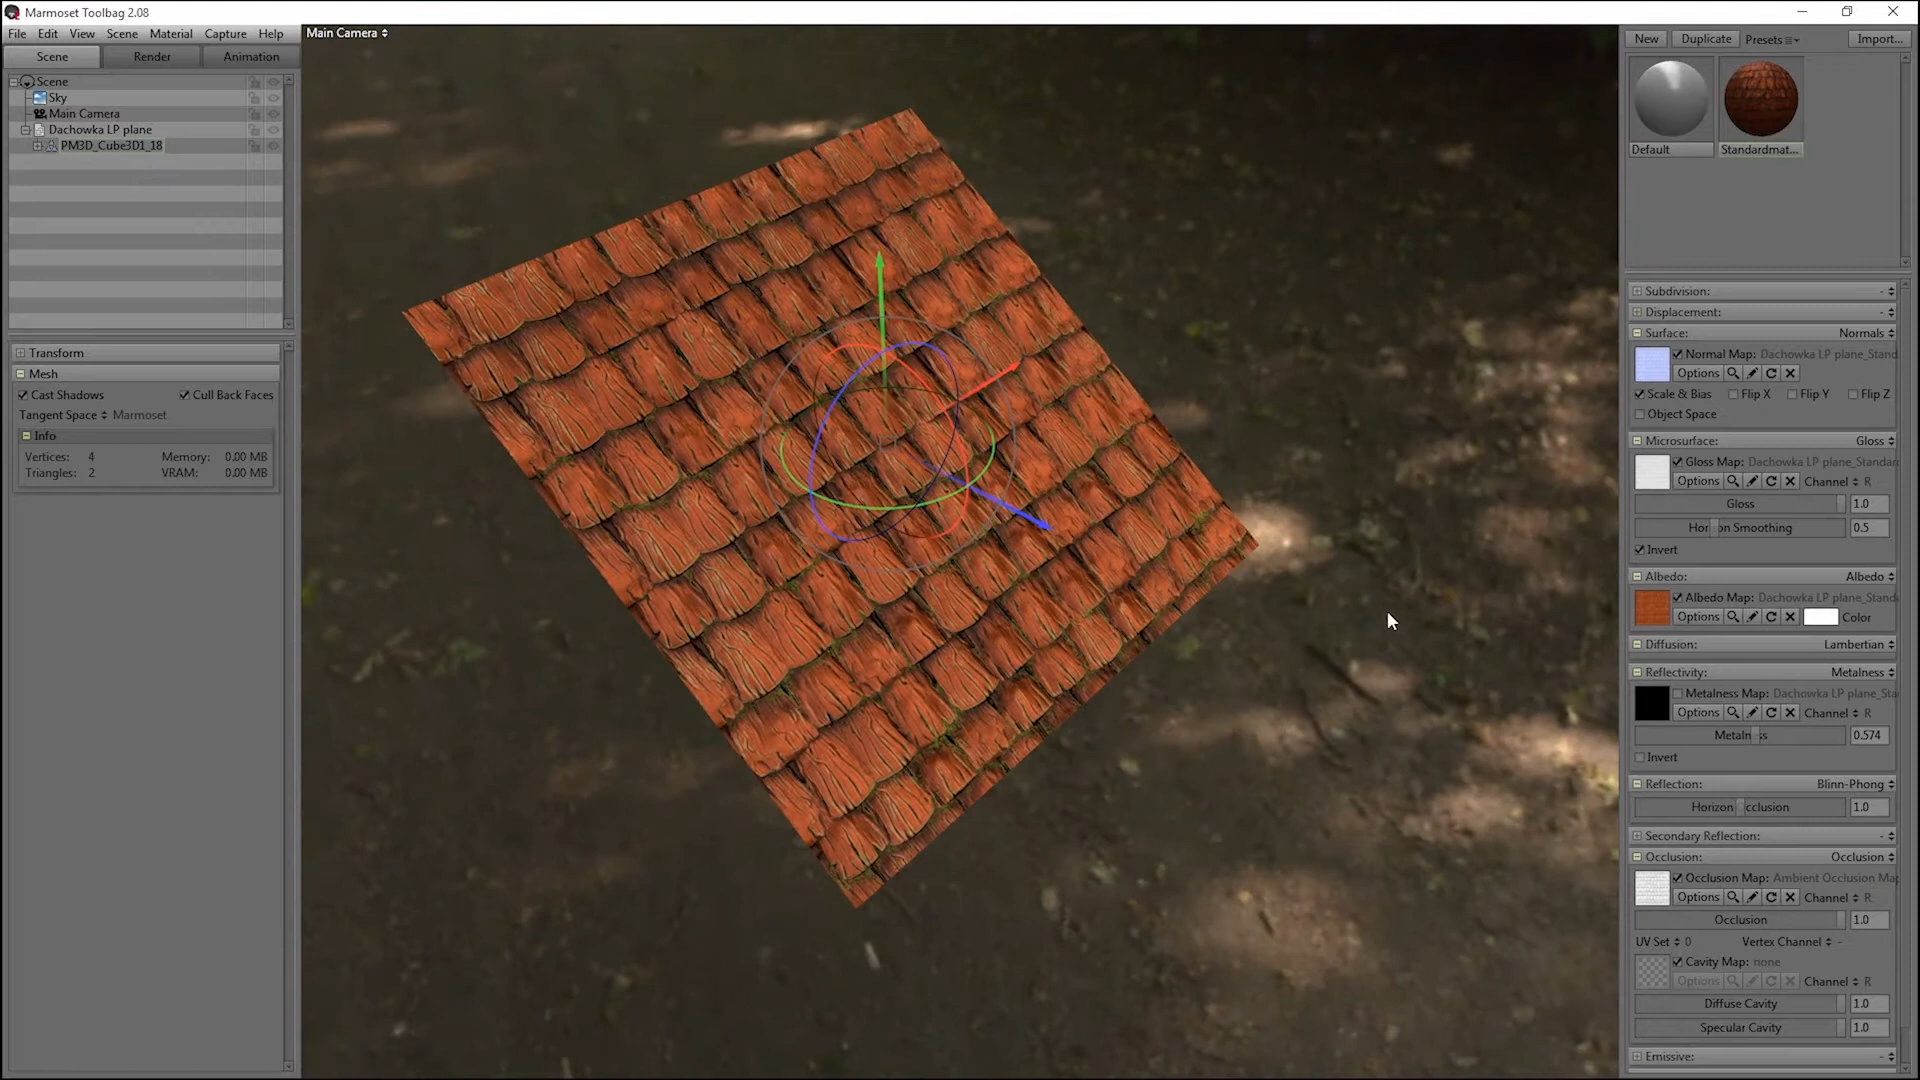 Marmoset Toolbag 2.08
File Edit View Scene Material Capture Help
Scene Render Animation
Scene
Sky
Main Camera
Dachowka LP plane
PM3D_Cube3D1_18
Transform
Mesh
Cast Shadows Cull Back Faces
Tangent Space Marmoset
Info
Vertices: 4 Memory: 0.00 MB
Triangles: 2 VRAM: 0.00 MB
Main Camera
New Duplicate Presets Import...
Default Standardmat...
Subdivision: -
Displacement: -
Surface: Normals
Normal Map: Dachowka LP plane_Stand
Options
Scale & Bias Flip X Flip Y Flip Z
Object Space
Microsurface: Gloss
Gloss Map: Dachowka LP plane_Standar
Options Channel R
Gloss 1.0
Horizon Smoothing 0.5
Invert
Albedo: Albedo
Albedo Map: Dachowka LP plane_Stand
Options Color
Diffusion: Lambertian
Reflectivity: Metalness
Metalness Map: Dachowka LP plane_Sta
Options Channel R
Metalness 0.574
Invert
Reflection: Blinn-Phong
Horizon Occlusion 1.0
Secondary Reflection: -
Occlusion: Occlusion
Occlusion Map: Ambient Occlusion Map
Options Channel R
Occlusion 1.0
UV Set 0 Vertex Channel -
Cavity Map: none
Options Channel R
Diffuse Cavity 1.0
Specular Cavity 1.0
Emissive: -